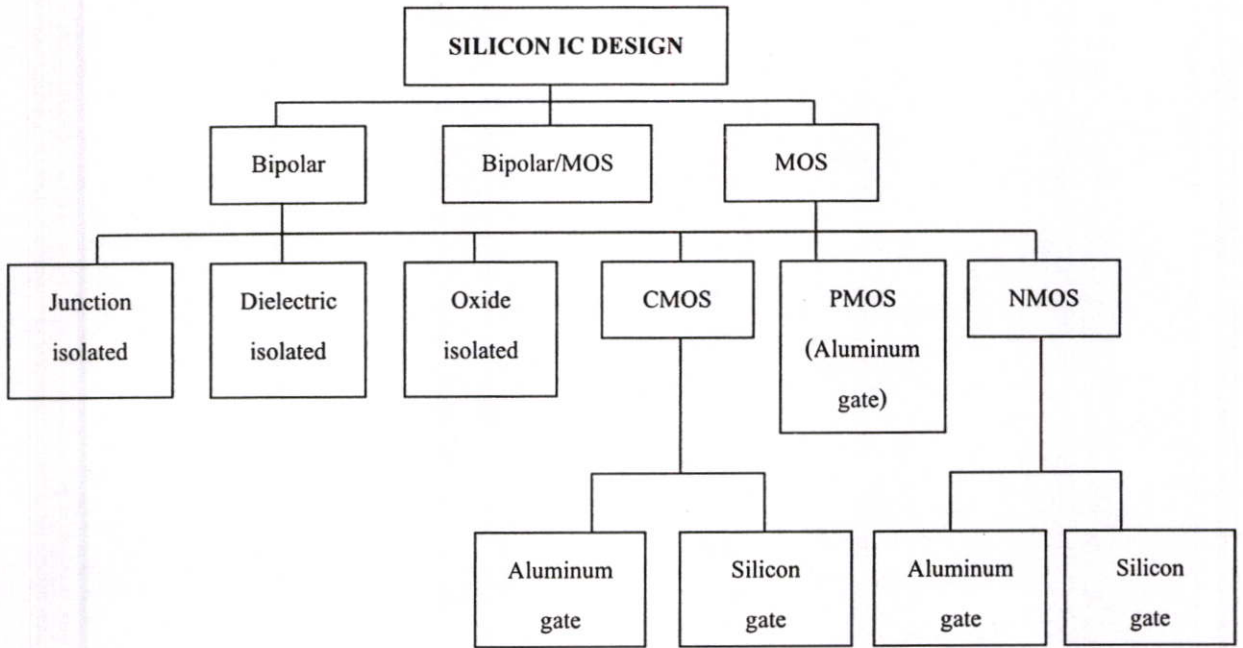 SILICON IC DESIGN
Bipolar
Bipolar/MOS
MOS
Junction
isolated
Dielectric
isolated
Oxide
isolated
CMOS
PMOS
(Aluminum
gate)
NMOS
Aluminum
gate
Silicon
gate
Aluminum
gate
Silicon
gate